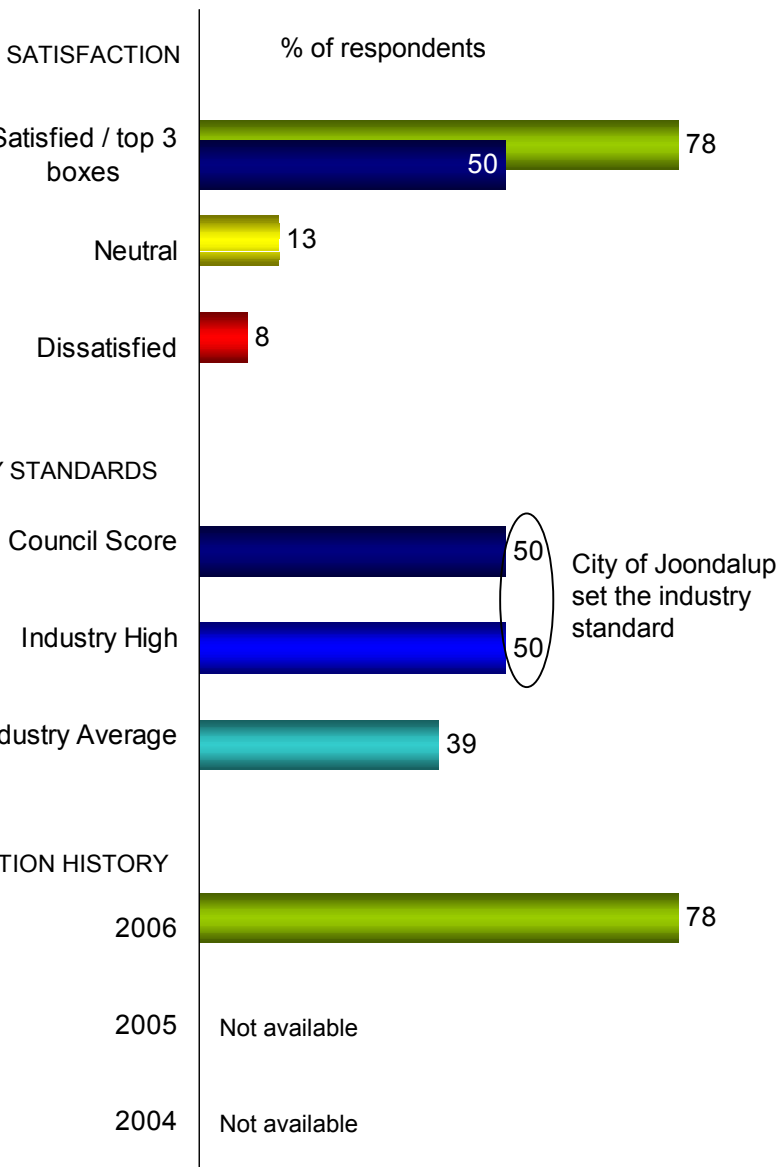 SATISFACTION
% of respondents
Satisfied / top 3
boxes
78
50
Neutral
13
Dissatisfied
8
Y STANDARDS
Council Score
50
City of Joondalup
set the industry
standard
Industry High
50
dustry Average
39
TION HISTORY
2006
78
2005
Not available
2004
Not available